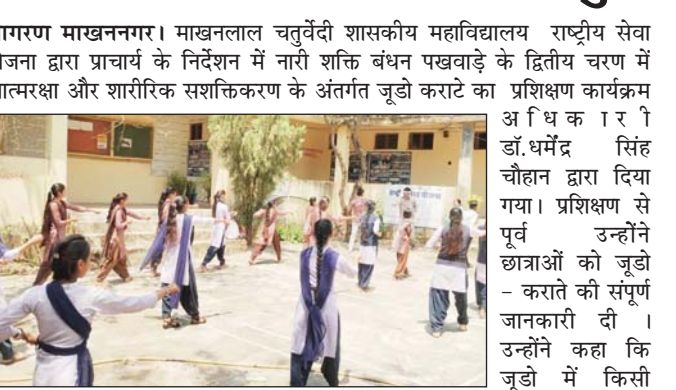 जागरण माखननगर। माखनलाल चतुर्वेदी शासकीय महाविद्यालय राष्ट्रीय सेवा
योजना द्वारा प्राचार्य के निर्देशन में नारी शक्ति बंधन पखवाड़े के द्वितीय चरण में
आत्मरक्षा और शारीरिक सशक्तिकरण के अंतर्गत जूडो कराटे का प्रशिक्षण कार्यक्रम
अधिकारी
डॉ.धर्मेंद्र सिंह
चौहान द्वारा दिया
गया। प्रशिक्षण से
पूर्व उन्होंने
छात्राओं को जूडो
– कराते की संपूर्ण
जानकारी दी ।
उन्होंने कहा कि
जूडो में किसी